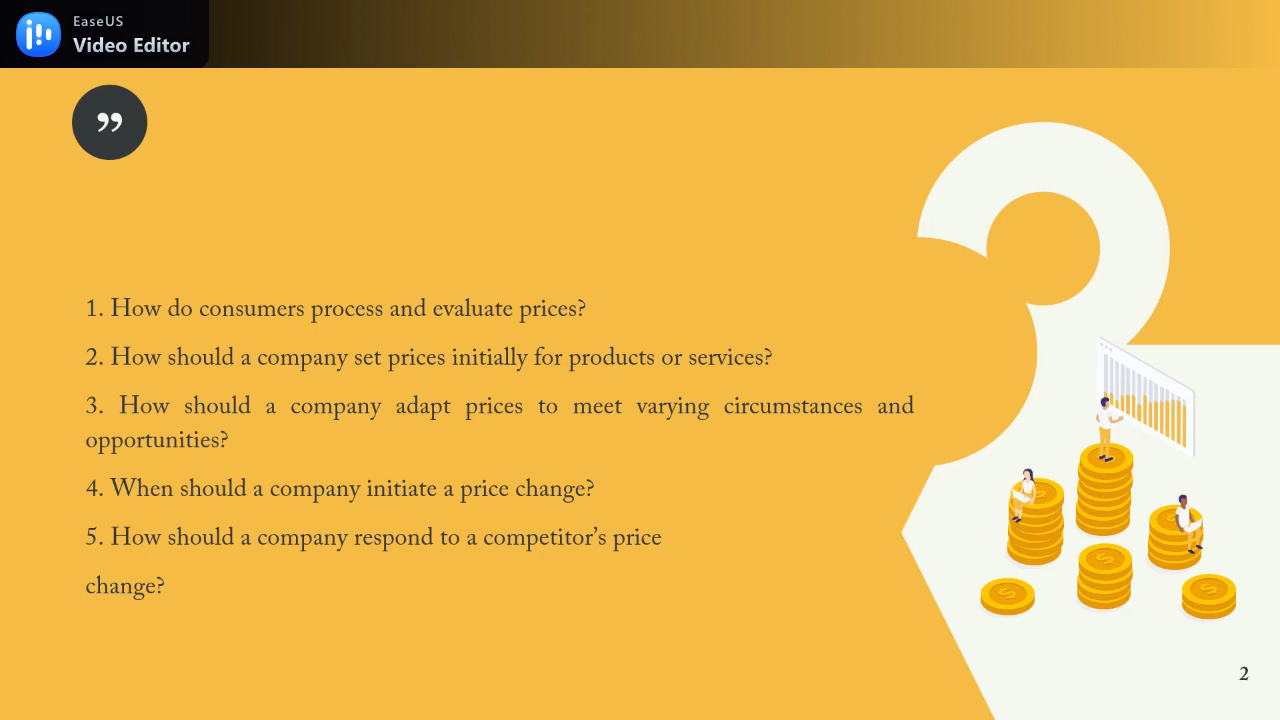 EaseUS
Video Editor
”
1. How do consumers process and evaluate prices?
2. How should a company set prices initially for products or services?
3. How should a company adapt prices to meet varying circumstances and
opportunities?
4. When should a company initiate a price change?
5. How should a company respond to a competitor’s price
change?
2